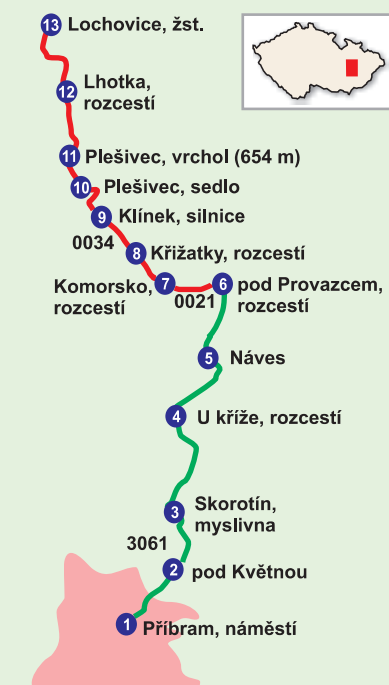 13 Lochovice, žst.
12 Lhotka,
rozcestí
11 Plešivec, vrchol (654 m)
10 Plešivec, sedlo
9 Klínek, silnice
0034
8 Křižatky, rozcestí
Komorsko, 7
rozcestí
0021
6 pod Provazcem,
rozcestí
5 Náves
4 U kříže, rozcestí
3 Skorotín,
myslivna
3061
2 pod Květnou
1 Příbram, náměstí